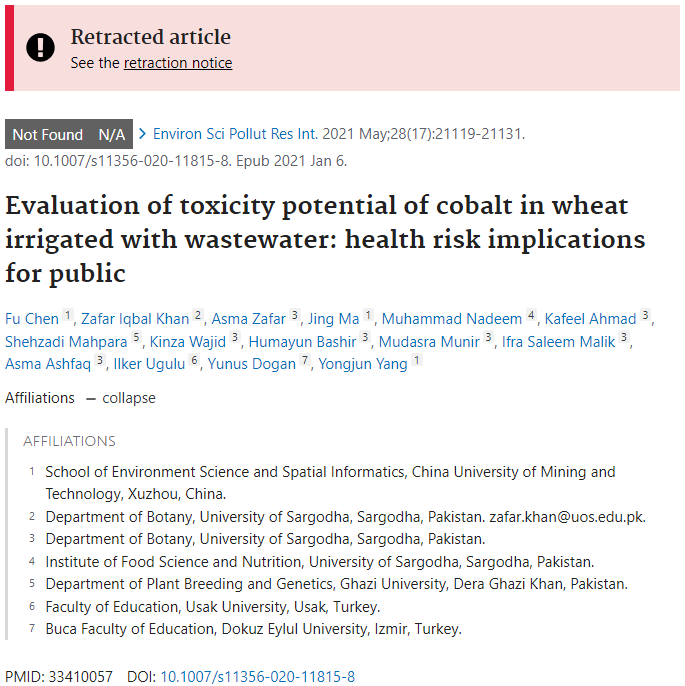 Retracted article
See the retraction notice
Not Found N/A > Environ Sci Pollut Res Int. 2021 May;28(17):21119-21131.
doi: 10.1007/s11356-020-11815-8. Epub 2021 Jan 6.
Evaluation of toxicity potential of cobalt in wheat
irrigated with wastewater: health risk implications
for public
Fu Chen 1, Zafar Iqbal Khan 2, Asma Zafar 3, Jing Ma 1, Muhammad Nadeem 4, Kafeel Ahmad 3,
Shehzadi Mahpara 5, Kinza Wajid 3, Humayun Bashir 3, Mudasra Munir 3, Ifra Saleem Malik 3,
Asma Ashfaq 3, Ilker Ugulu 6, Yunus Dogan 7, Yongjun Yang 1
Affiliations — collapse
AFFILIATIONS
1 School of Environment Science and Spatial Informatics, China University of Mining and
Technology, Xuzhou, China.
2 Department of Botany, University of Sargodha, Sargodha, Pakistan. zafar.khan@uos.edu.pk.
3 Department of Botany, University of Sargodha, Sargodha, Pakistan.
4 Institute of Food Science and Nutrition, University of Sargodha, Sargodha, Pakistan.
5 Department of Plant Breeding and Genetics, Ghazi University, Dera Ghazi Khan, Pakistan.
6 Faculty of Education, Usak University, Usak, Turkey.
7 Buca Faculty of Education, Dokuz Eylul University, Izmir, Turkey.
PMID: 33410057 DOI: 10.1007/s11356-020-11815-8